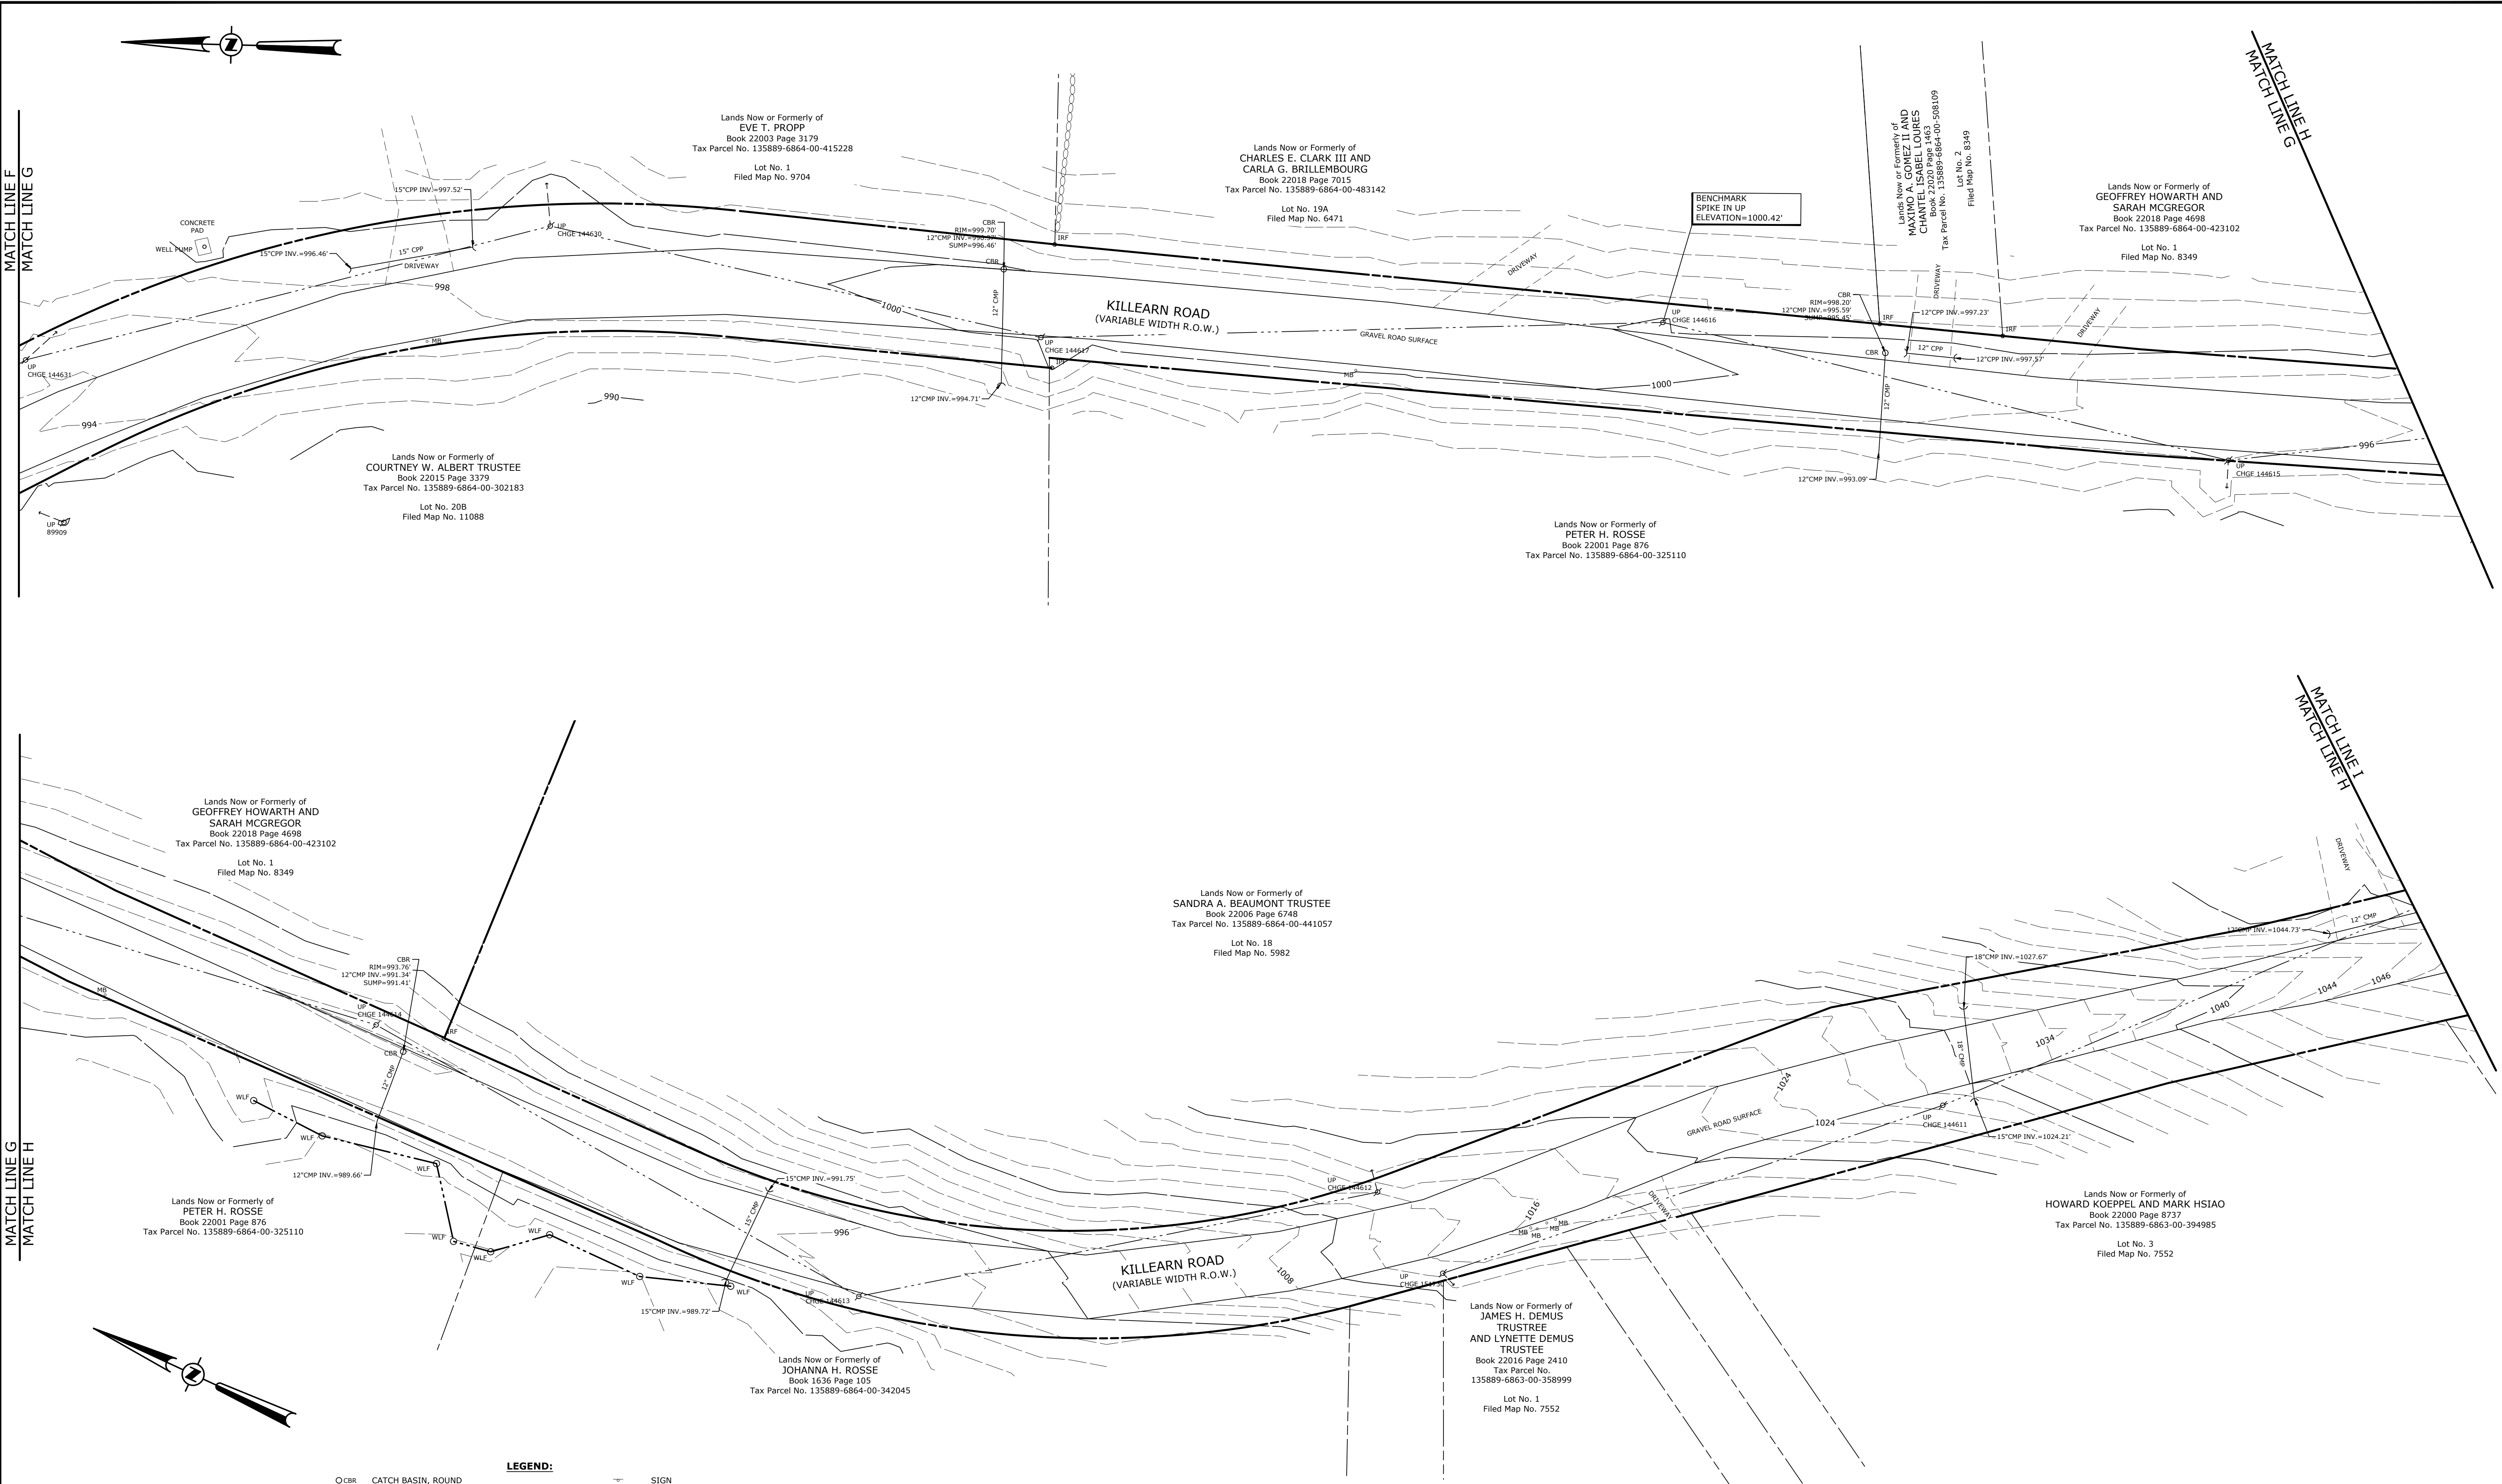 MATCH LINE F
MATCH LINE G
Z
Lands Now or Formerly of
EVE T. PROPP
Book 22003 Page 3179
Tax Parcel No. 135889-6864-00-415228
Lot No. 1
Filed Map No. 9704
CONCRETE
PAD
WELL PUMP
15"CPP INV.=997.52'
15"CPP INV.=996.46'
15" CPP
DRIVEWAY
998
UP
CHGE 144630
UP
CHGE 144631
MB
994
990
UP
89909
Lands Now or Formerly of
COURTNEY W. ALBERT TRUSTEE
Book 22015 Page 3379
Tax Parcel No. 135889-6864-00-302183
Lot No. 20B
Filed Map No. 11088
CBR
RIM=999.70'
SUMP=996.46'
CBR
12" CMP
1000
12"CMP INV.=994.71'
IRF
UP
CHGE 144617
KILLEARN ROAD
(VARIABLE WIDTH R.O.W.)
Lands Now or Formerly of
CHARLES E. CLARK III AND
CARLA G. BRILLEMBOURG
Book 22018 Page 7015
Tax Parcel No. 135889-6864-00-483142
Lot No. 19A
Filed Map No. 6471
DRIVEWAY
GRAVEL ROAD SURFACE
MB
BENCHMARK
SPIKE IN UP
ELEVATION=1000.42'
UP
CHGE 144616
1000
CBR
RIM=998.20'
12"CMP INV.=995.59'
SUMP=995.45'
IRF
CBR
12" CMP
12"CMP INV.=993.09'
Lands Now or Formerly of
MAXIMO A. GOMEZ II AND
CHANTEL ISABEL LOURES
Book 22020 Page 1463
Tax Parcel No. 135889-6864-00-508109
Lot No. 2
Filed Map No. 8349
DRIVEWAY
12"CPP INV.=997.23'
12" CPP
12"CPP INV.=997.57'
IRF
DRIVEWAY
Lands Now or Formerly of
GEOFFREY HOWARTH AND
SARAH MCGREGOR
Book 22018 Page 4698
Tax Parcel No. 135889-6864-00-423102
Lot No. 1
Filed Map No. 8349
MATCH LINE H
MATCH LINE G
996
UP
CHGE 144615
Lands Now or Formerly of
PETER H. ROSSE
Book 22001 Page 876
Tax Parcel No. 135889-6864-00-325110
MATCH LINE G
MATCH LINE H
Lands Now or Formerly of
GEOFFREY HOWARTH AND
SARAH MCGREGOR
Book 22018 Page 4698
Tax Parcel No. 135889-6864-00-423102
Lot No. 1
Filed Map No. 8349
MB
CBR
RIM=993.76'
12"CMP INV.=991.34'
SUMP=991.41'
UP
CHGE 144614
IRF
CBR
12" CMP
WLF
WLF
WLF
WLF
WLF
WLF
WLF
WLF
12"CMP INV.=989.66'
Lands Now or Formerly of
PETER H. ROSSE
Book 22001 Page 876
Tax Parcel No. 135889-6864-00-325110
Z
15"CMP INV.=991.75'
15" CMP
15"CMP INV.=989.72'
996
UP
CHGE 144613
Lands Now or Formerly of
JOHANNA H. ROSSE
Book 1636 Page 105
Tax Parcel No. 135889-6864-00-342045
Lands Now or Formerly of
SANDRA A. BEAUMONT TRUSTEE
Book 22006 Page 6748
Tax Parcel No. 135889-6864-00-441057
Lot No. 18
Filed Map No. 5982
KILLEARN ROAD
(VARIABLE WIDTH R.O.W.)
1008
UP
CHGE 144612
UP
1016
MB
MB
MB
MB
DRIVEWAY
GRAVEL ROAD SURFACE
1024
1024
Lands Now or Formerly of
JAMES H. DEMUS
TRUSTREE
AND LYNETTE DEMUS
TRUSTEE
Book 22016 Page 2410
Tax Parcel No.
135889-6863-00-358999
Lot No. 1
Filed Map No. 7552
UP
CHGE 144611
18"CMP INV.=1027.67'
18" CMP
15"CMP INV.=1024.21'
1034
1040
1044
1046
12"CMP INV.=1044.73'
12" CMP
DRIVEWAY
MATCH LINE I
MATCH LINE H
Lands Now or Formerly of
HOWARD KOEPPEL AND MARK HSIAO
Book 22000 Page 8737
Tax Parcel No. 135889-6863-00-394985
Lot No. 3
Filed Map No. 7552
LEGEND:
CBR CATCH BASIN, ROUND
SIGN